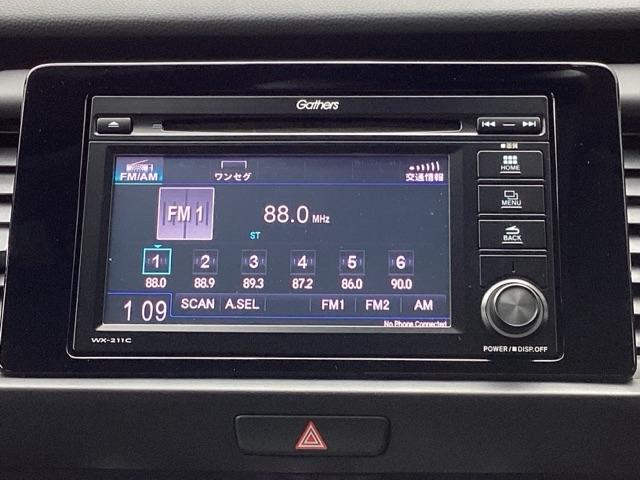 Gathers
FM/AM
ワンセグ
交通情報
■画質
HOME
MENU
BACK
FM 1
88.0 MHz
ST
1 2 3 4 5 6
88.0 88.9 89.3 87.2 86.0 90.0
1 09 SCAN A.SEL FM1 FM2 AM
No Phone Connected
WX-211C
POWER/■DISP.OFF